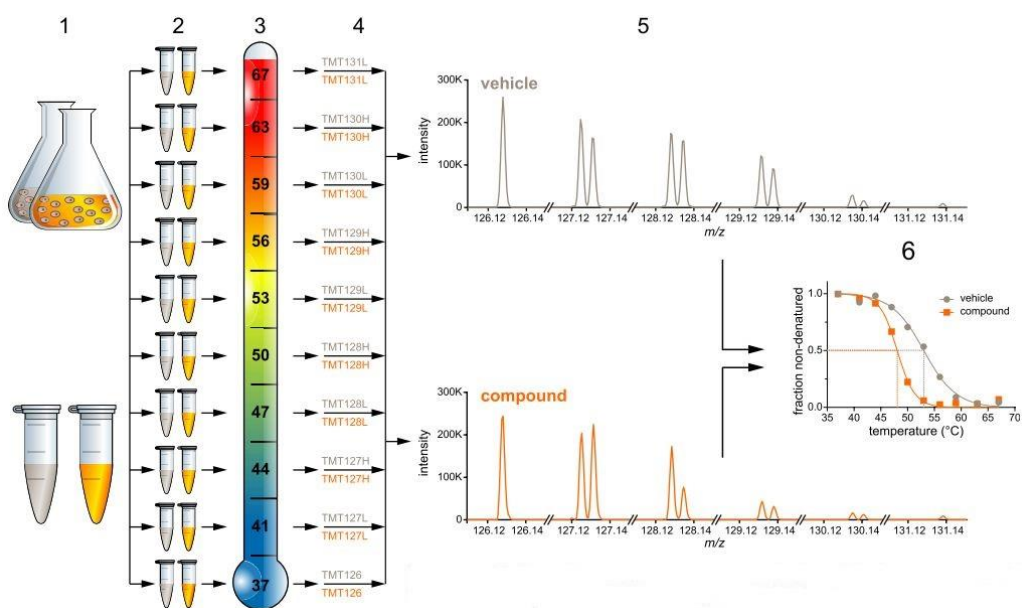 1
2
3
4
5
67
63
59
56
53
50
47
44
41
37
TMT131L
TMT131L
TMT130H
TMT130H
TMT130L
TMT130L
TMT129H
TMT129H
TMT129L
TMT129L
TMT128H
TMT128H
TMT128L
TMT128L
TMT127H
TMT127H
TMT127L
TMT127L
TMT126
TMT126
vehicle
intensity
300K
200K
100K
0
126.12 126.14 127.12 127.14 128.12 128.14 129.12 129.14 130.12 130.14 131.12 131.14
m/z
compound
intensity
300K
200K
100K
0
126.12 126.14 127.12 127.14 128.12 128.14 129.12 129.14 130.12 130.14 131.12 131.14
m/z
6
fraction non-denatured
1.0
0.5
0.0
vehicle
compound
35 40 45 50 55 60 65 70
temperature (°C)